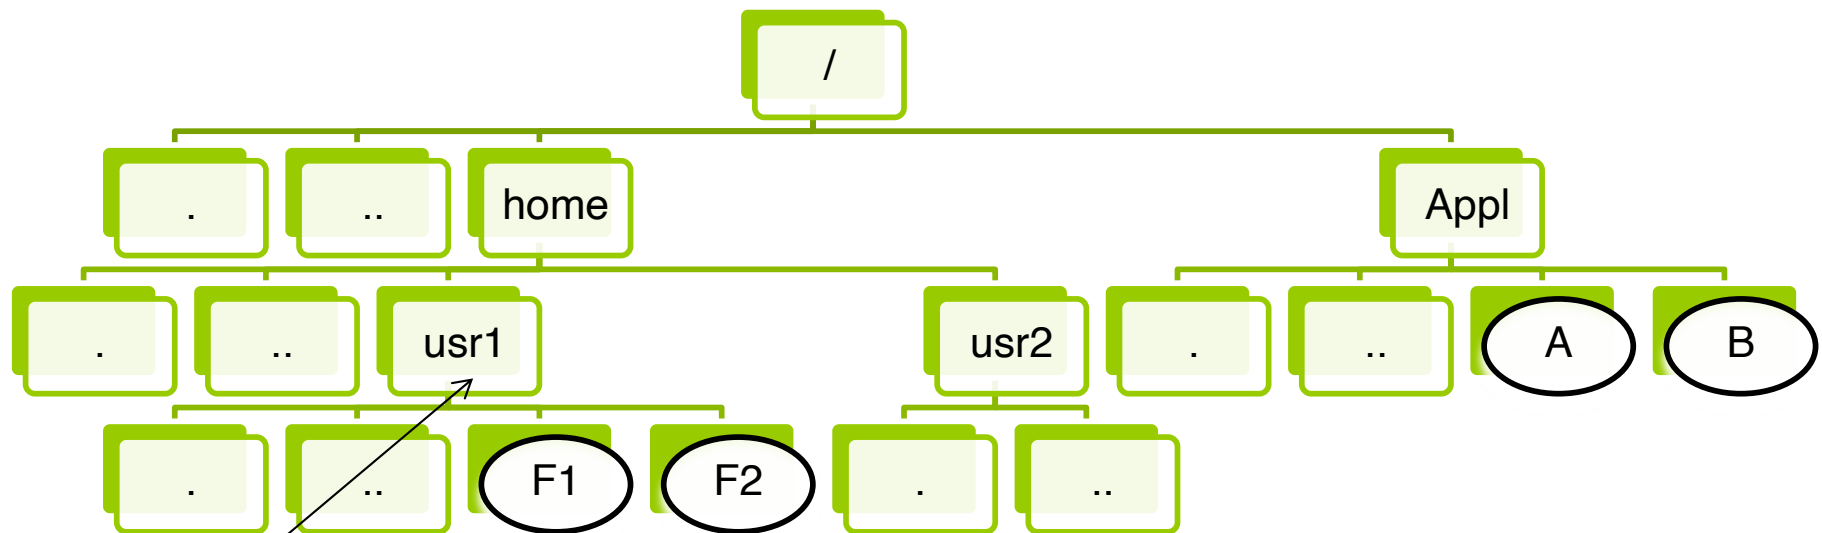 /
. .. home Appl
. .. usr1 usr2 . .. A B
. .. F1 F2 . ..